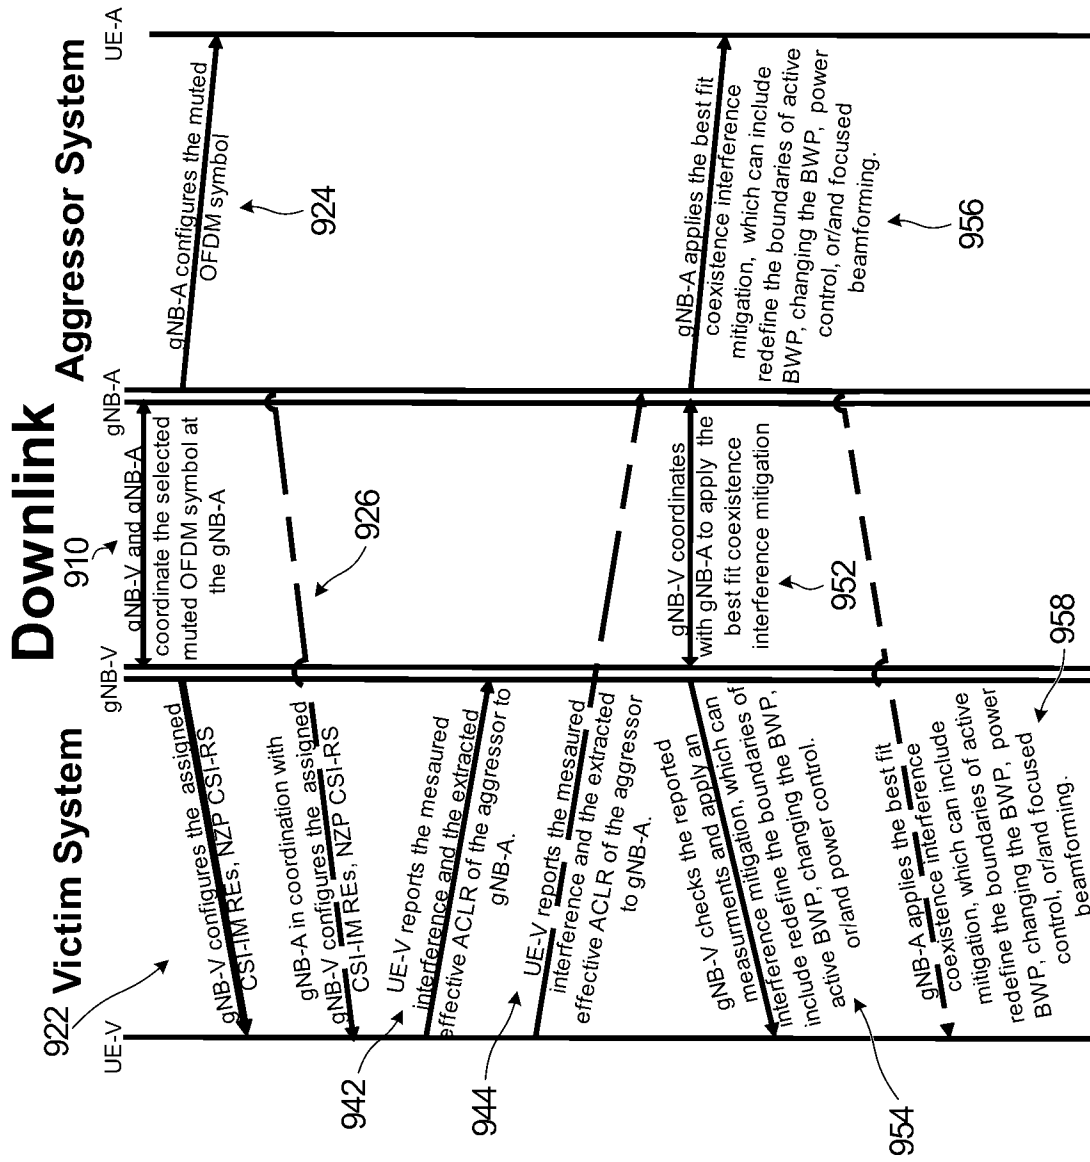 Downlink
Victim System
Aggressor System
UE-V
gNB-V
gNB-A
UE-A
910
gNB-V and gNB-A
coordinate the selected
muted OFDM symbol at
the gNB-A
922
gNB-V configures the assigned
CSI-IM REs, NZP CSI-RS
gNB-A configures the muted
OFDM symbol
924
gNB-A in coordination with
gNB-V configures the assigned
CSI-IM REs, NZP CSI-RS
926
942
UE-V reports the mesaured
interference and the extracted
effective ACLR of the aggressor to
gNB-A.
944
UE-V reports the mesaured
interference and the extracted
effective ACLR of the aggressor
to gNB-A.
gNB-V coordinates
with gNB-A to apply the
best fit coexistence
interference mitigation
952
gNB-V checks the reported
measurments and apply an
interference mitigation, which can
include redefine the boundaries of
active BWP, changing the BWP,
or/and power control.
954
gNB-A applies the best fit
coexistence interference
mitigation, which can include
redefine the boundaries of active
BWP, changing the BWP, power
control, or/and focused
beamforming.
956
gNB-A applies the best fit
coexistence interference
mitigation, which can include
redefine the boundaries of active
BWP, changing the BWP, power
control, or/and focused
beamforming.
958